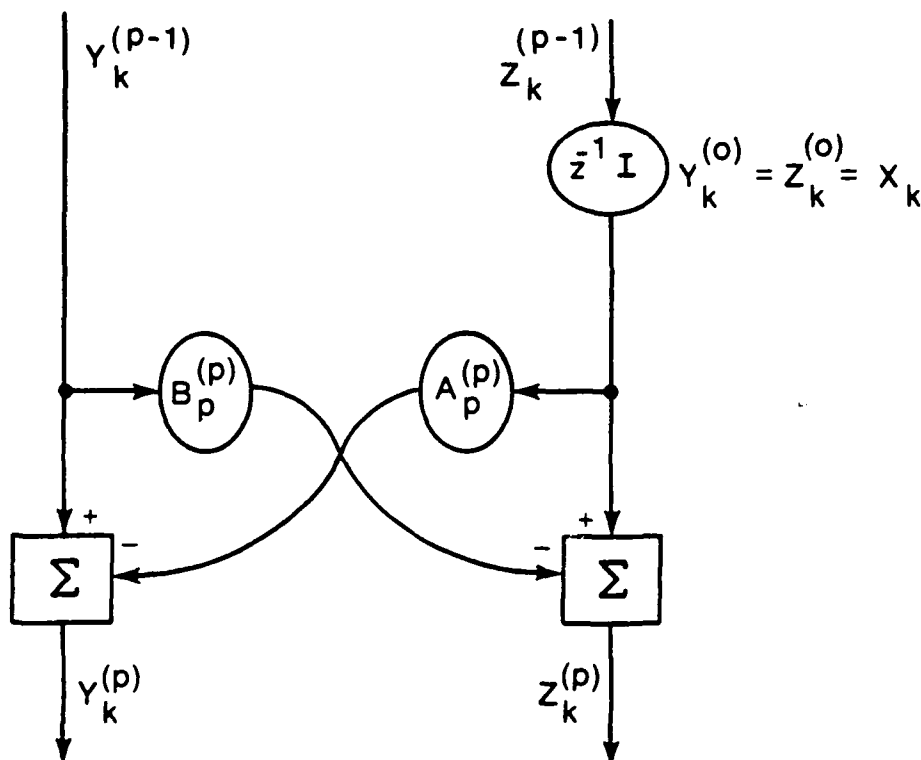 Y_k^(p-1)
Z_k^(p-1)
z^-1 I
Y_k^(o) = Z_k^(o) = X_k
B_p^(p)
A_p^(p)
+
-
Σ
-
+
Σ
Y_k^(p)
Z_k^(p)